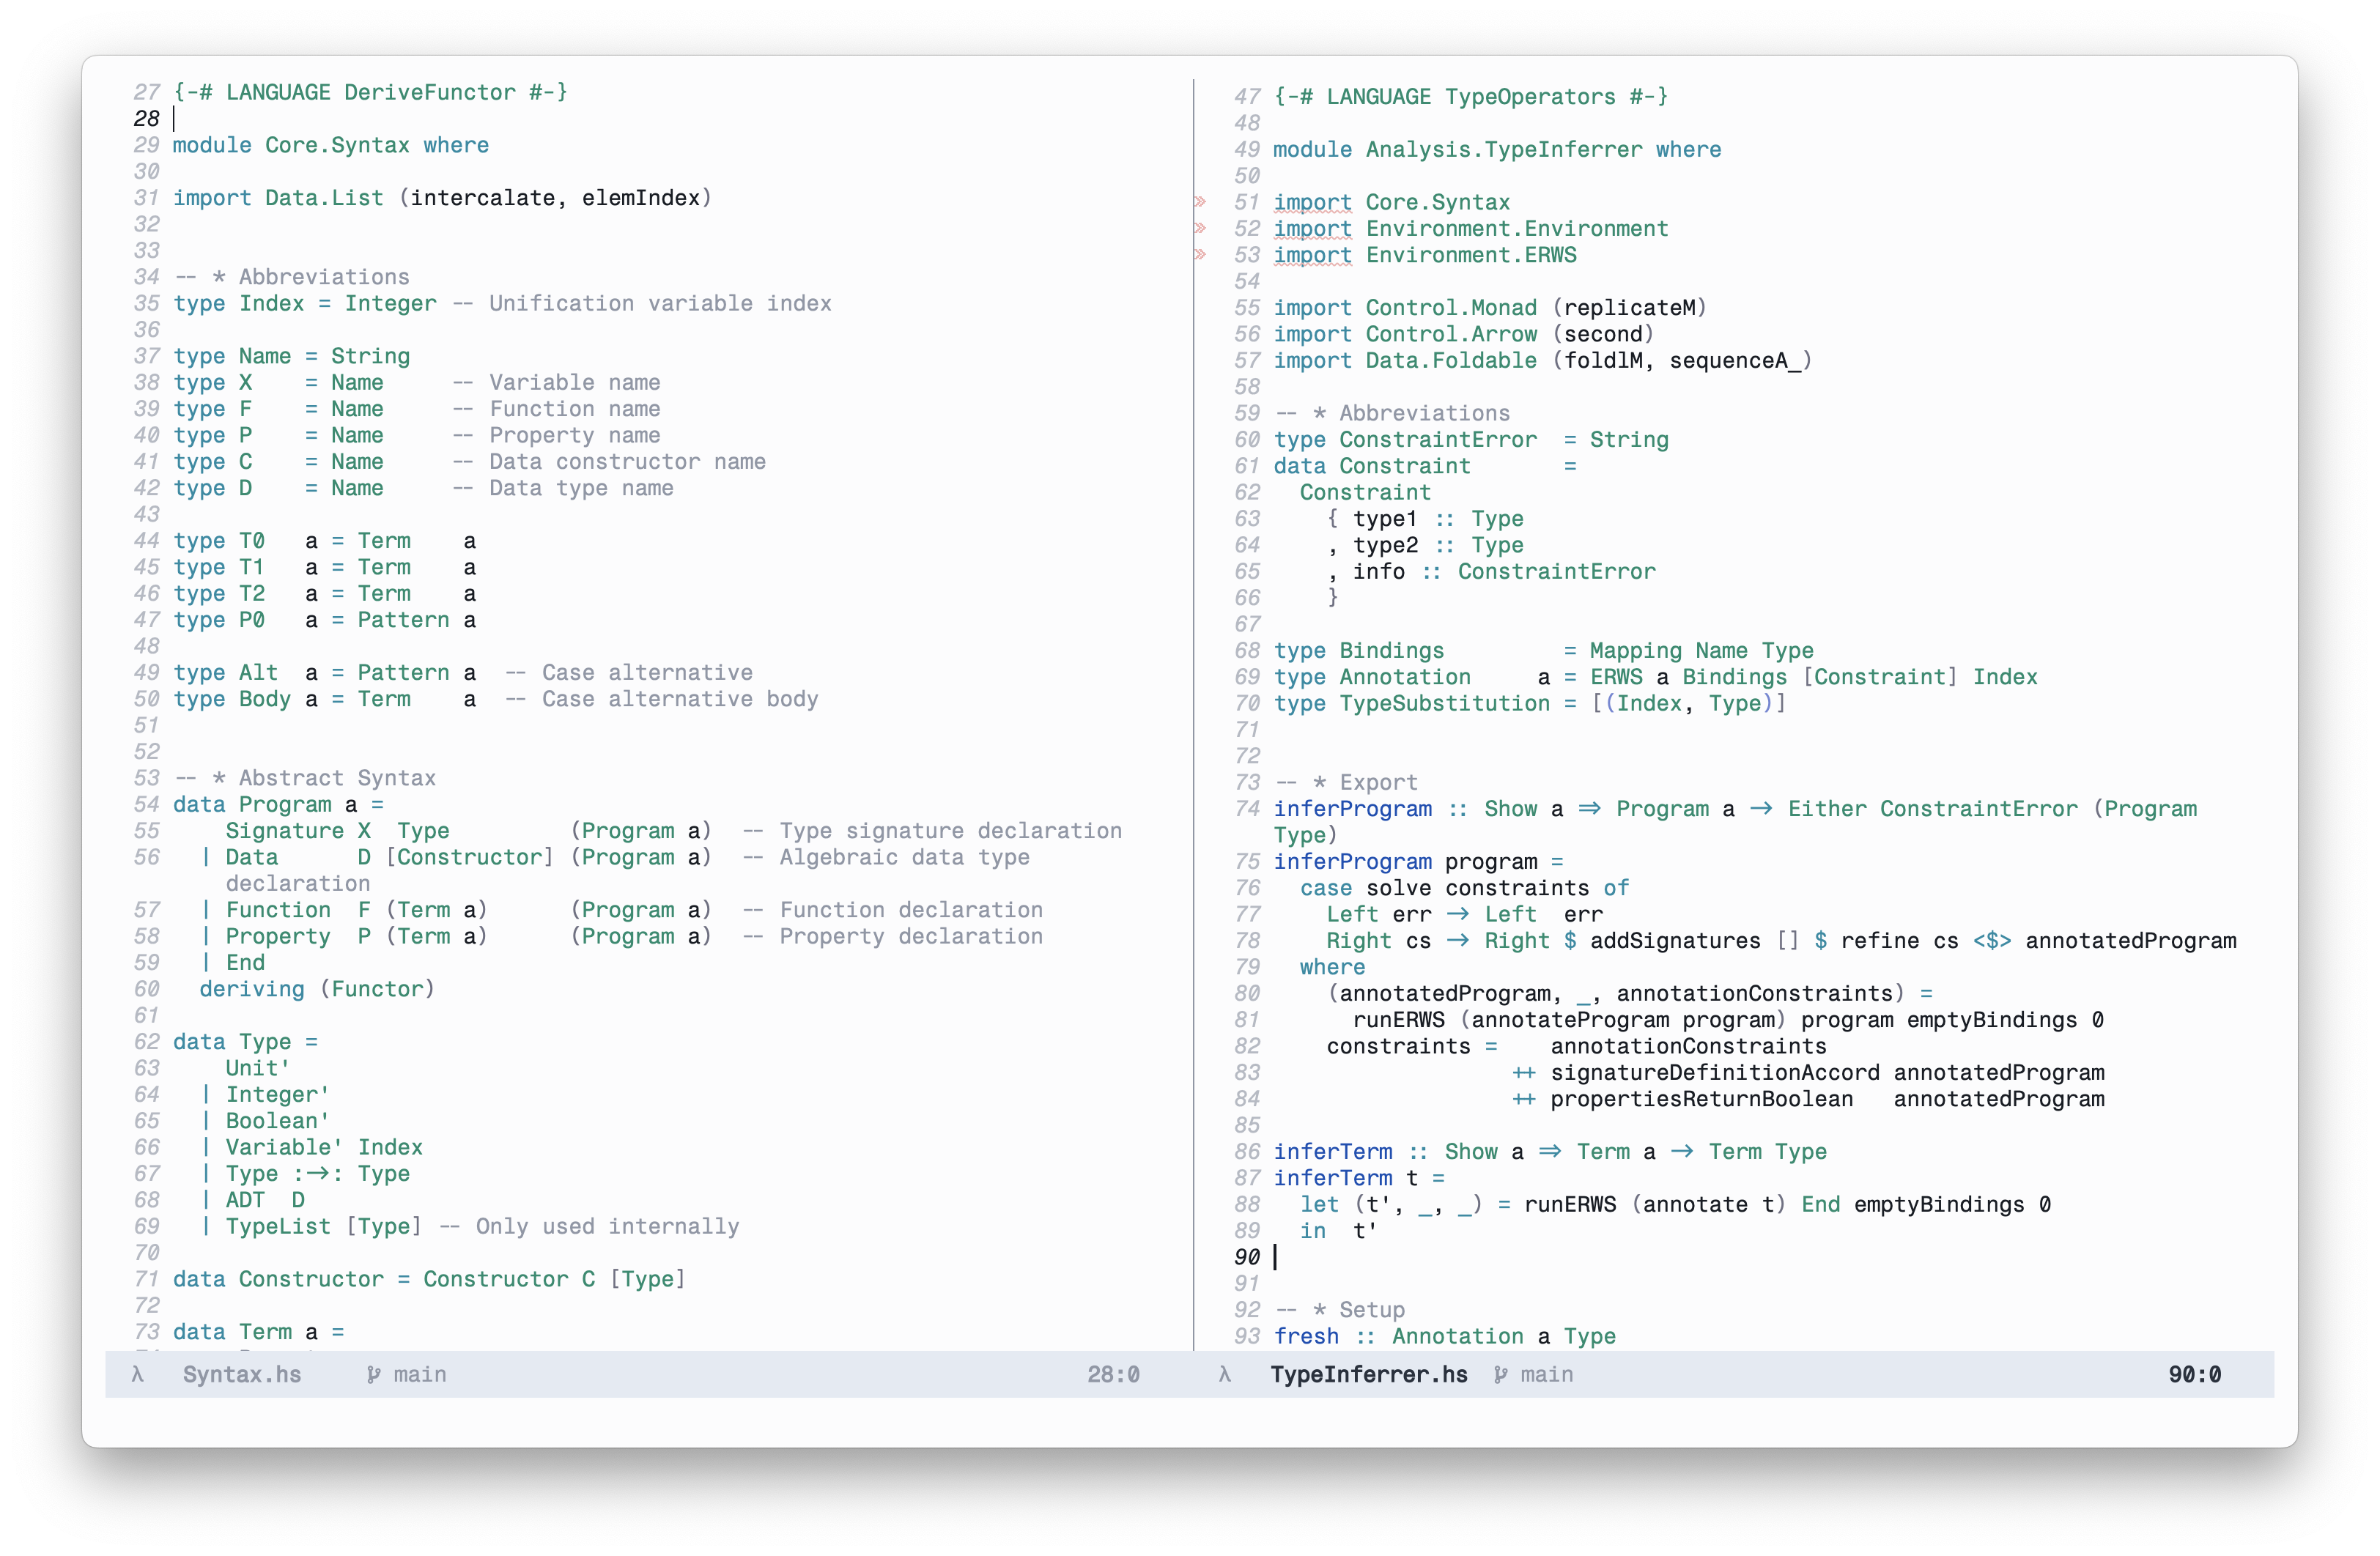 27 {-# LANGUAGE DeriveFunctor #-}
28
29 module Core.Syntax where
30
31 import Data.List (intercalate, elemIndex)
32
33
34 -- * Abbreviations
35 type Index = Integer -- Unification variable index
36
37 type Name = String
38 type X    = Name     -- Variable name
39 type F    = Name     -- Function name
40 type P    = Name     -- Property name
41 type C    = Name     -- Data constructor name
42 type D    = Name     -- Data type name
43
44 type T0   a = Term    a
45 type T1   a = Term    a
46 type T2   a = Term    a
47 type P0   a = Pattern a
48
49 type Alt  a = Pattern a  -- Case alternative
50 type Body a = Term    a  -- Case alternative body
51
52
53 -- * Abstract Syntax
54 data Program a =
55     Signature X  Type         (Program a)  -- Type signature declaration
56   | Data      D [Constructor] (Program a)  -- Algebraic data type
declaration
57   | Function  F (Term a)      (Program a)  -- Function declaration
58   | Property  P (Term a)      (Program a)  -- Property declaration
59   | End
60   deriving (Functor)
61
62 data Type =
63     Unit'
64   | Integer'
65   | Boolean'
66   | Variable' Index
67   | Type :->: Type
68   | ADT  D
69   | TypeList [Type] -- Only used internally
70
71 data Constructor = Constructor C [Type]
72
73 data Term a =
λ Syntax.hs main 28:0
47 {-# LANGUAGE TypeOperators #-}
48
49 module Analysis.TypeInferrer where
50
» 51 import Core.Syntax
» 52 import Environment.Environment
» 53 import Environment.ERWS
54
55 import Control.Monad (replicateM)
56 import Control.Arrow (second)
57 import Data.Foldable (foldlM, sequenceA_)
58
59 -- * Abbreviations
60 type ConstraintError  = String
61 data Constraint       =
62   Constraint
63     { type1 :: Type
64     , type2 :: Type
65     , info :: ConstraintError
66     }
67
68 type Bindings         = Mapping Name Type
69 type Annotation     a = ERWS a Bindings [Constraint] Index
70 type TypeSubstitution = [(Index, Type)]
71
72
73 -- * Export
74 inferProgram :: Show a => Program a -> Either ConstraintError (Program
Type)
75 inferProgram program =
76   case solve constraints of
77     Left err -> Left  err
78     Right cs -> Right $ addSignatures [] $ refine cs <$> annotatedProgram
79   where
80     (annotatedProgram, _, annotationConstraints) =
81       runERWS (annotateProgram program) program emptyBindings 0
82     constraints =    annotationConstraints
83                   ++ signatureDefinitionAccord annotatedProgram
84                   ++ propertiesReturnBoolean   annotatedProgram
85
86 inferTerm :: Show a => Term a -> Term Type
87 inferTerm t =
88   let (t', _, _) = runERWS (annotate t) End emptyBindings 0
89   in  t'
90
91
92 -- * Setup
93 fresh :: Annotation a Type
λ TypeInferrer.hs main 90:0